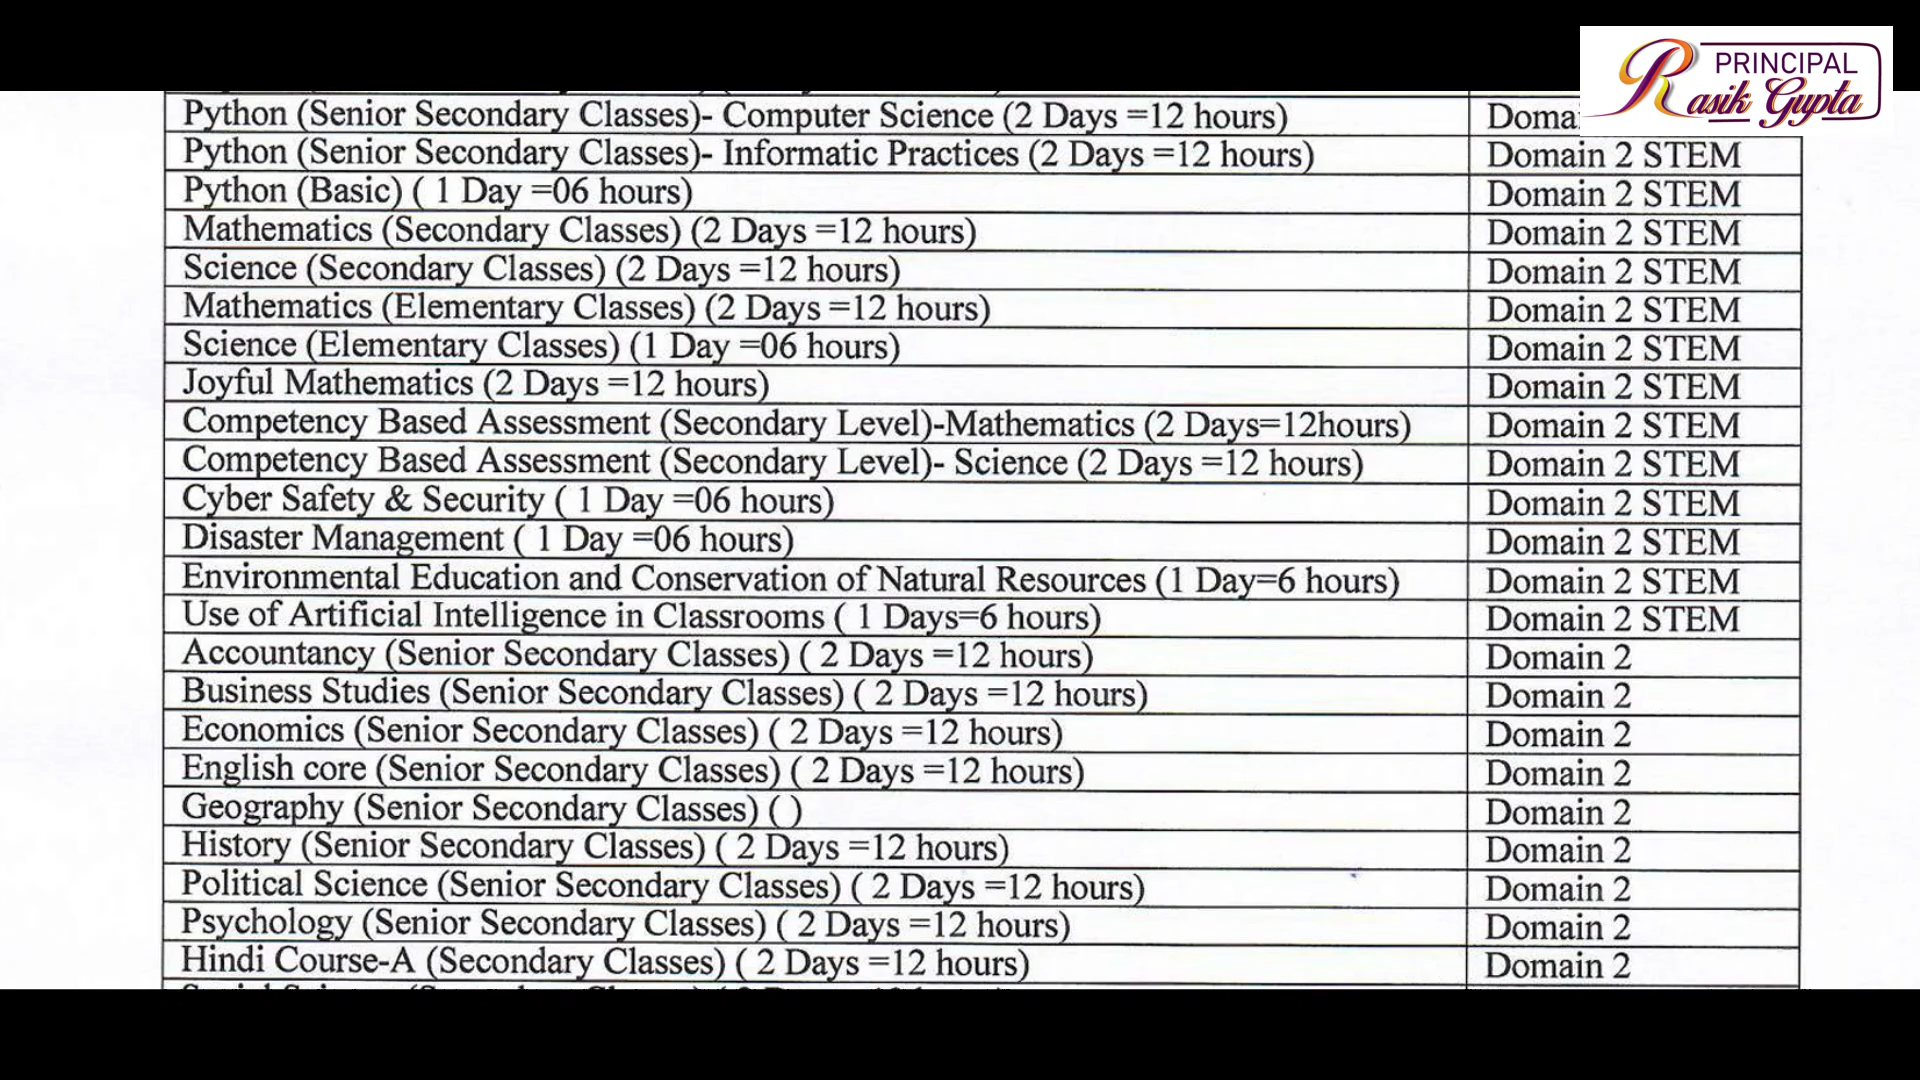 PRINCIPAL
Rasik Gupta
Python (Senior Secondary Classes)- Computer Science (2 Days =12 hours)
Python (Senior Secondary Classes)- Informatic Practices (2 Days =12 hours) Domain 2 STEM
Python (Basic) ( 1 Day =06 hours) Domain 2 STEM
Mathematics (Secondary Classes) (2 Days =12 hours) Domain 2 STEM
Science (Secondary Classes) (2 Days =12 hours) Domain 2 STEM
Mathematics (Elementary Classes) (2 Days =12 hours) Domain 2 STEM
Science (Elementary Classes) (1 Day =06 hours) Domain 2 STEM
Joyful Mathematics (2 Days =12 hours) Domain 2 STEM
Competency Based Assessment (Secondary Level)-Mathematics (2 Days=12hours) Domain 2 STEM
Competency Based Assessment (Secondary Level)- Science (2 Days =12 hours) Domain 2 STEM
Cyber Safety & Security ( 1 Day =06 hours) Domain 2 STEM
Disaster Management ( 1 Day =06 hours) Domain 2 STEM
Environmental Education and Conservation of Natural Resources (1 Day=6 hours) Domain 2 STEM
Use of Artificial Intelligence in Classrooms ( 1 Days=6 hours) Domain 2 STEM
Accountancy (Senior Secondary Classes) ( 2 Days =12 hours) Domain 2
Business Studies (Senior Secondary Classes) ( 2 Days =12 hours) Domain 2
Economics (Senior Secondary Classes) ( 2 Days =12 hours) Domain 2
English core (Senior Secondary Classes) ( 2 Days =12 hours) Domain 2
Geography (Senior Secondary Classes) ( ) Domain 2
History (Senior Secondary Classes) ( 2 Days =12 hours) Domain 2
Political Science (Senior Secondary Classes) ( 2 Days =12 hours) Domain 2
Psychology (Senior Secondary Classes) ( 2 Days =12 hours) Domain 2
Hindi Course-A (Secondary Classes) ( 2 Days =12 hours) Domain 2